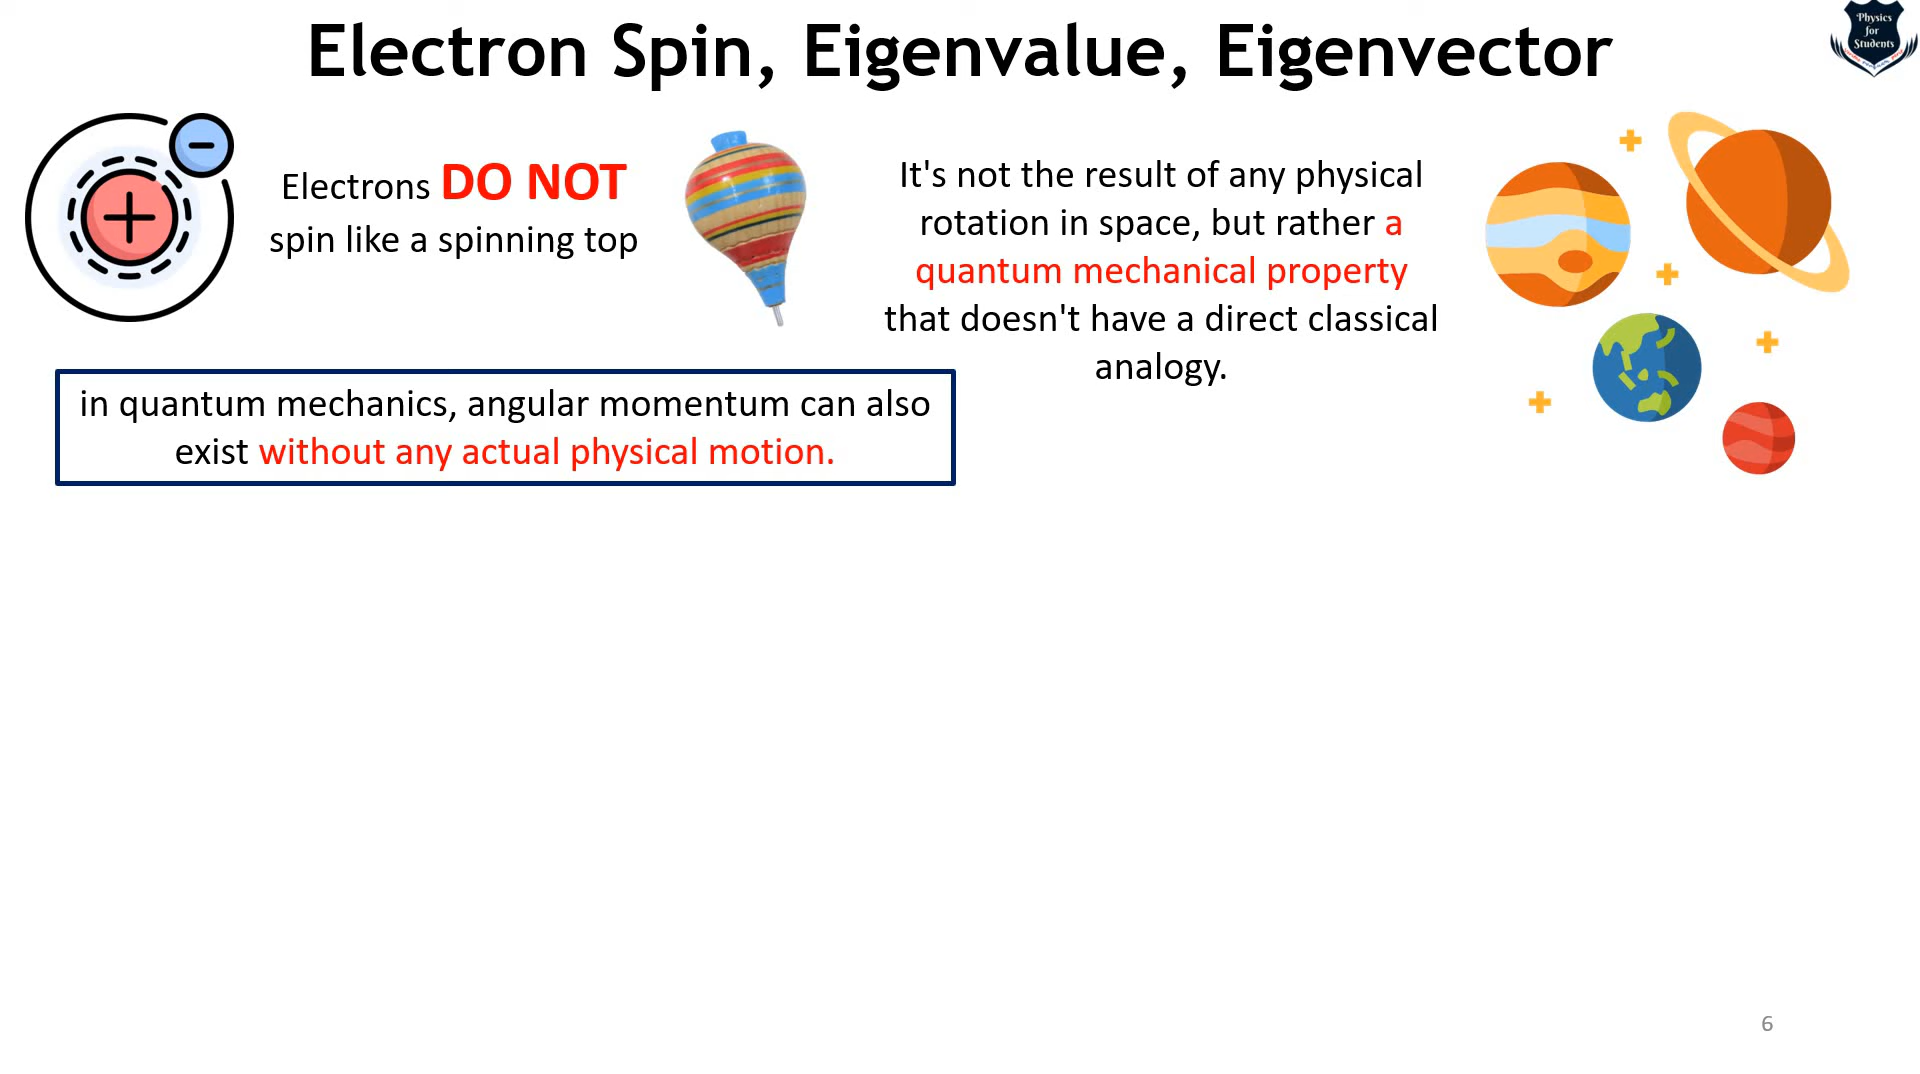 Electron Spin, Eigenvalue, Eigenvector
Physics
for
Students
Electrons DO NOT
spin like a spinning top
It's not the result of any physical
rotation in space, but rather a
quantum mechanical property
that doesn't have a direct classical
analogy.
in quantum mechanics, angular momentum can also
exist without any actual physical motion.
6